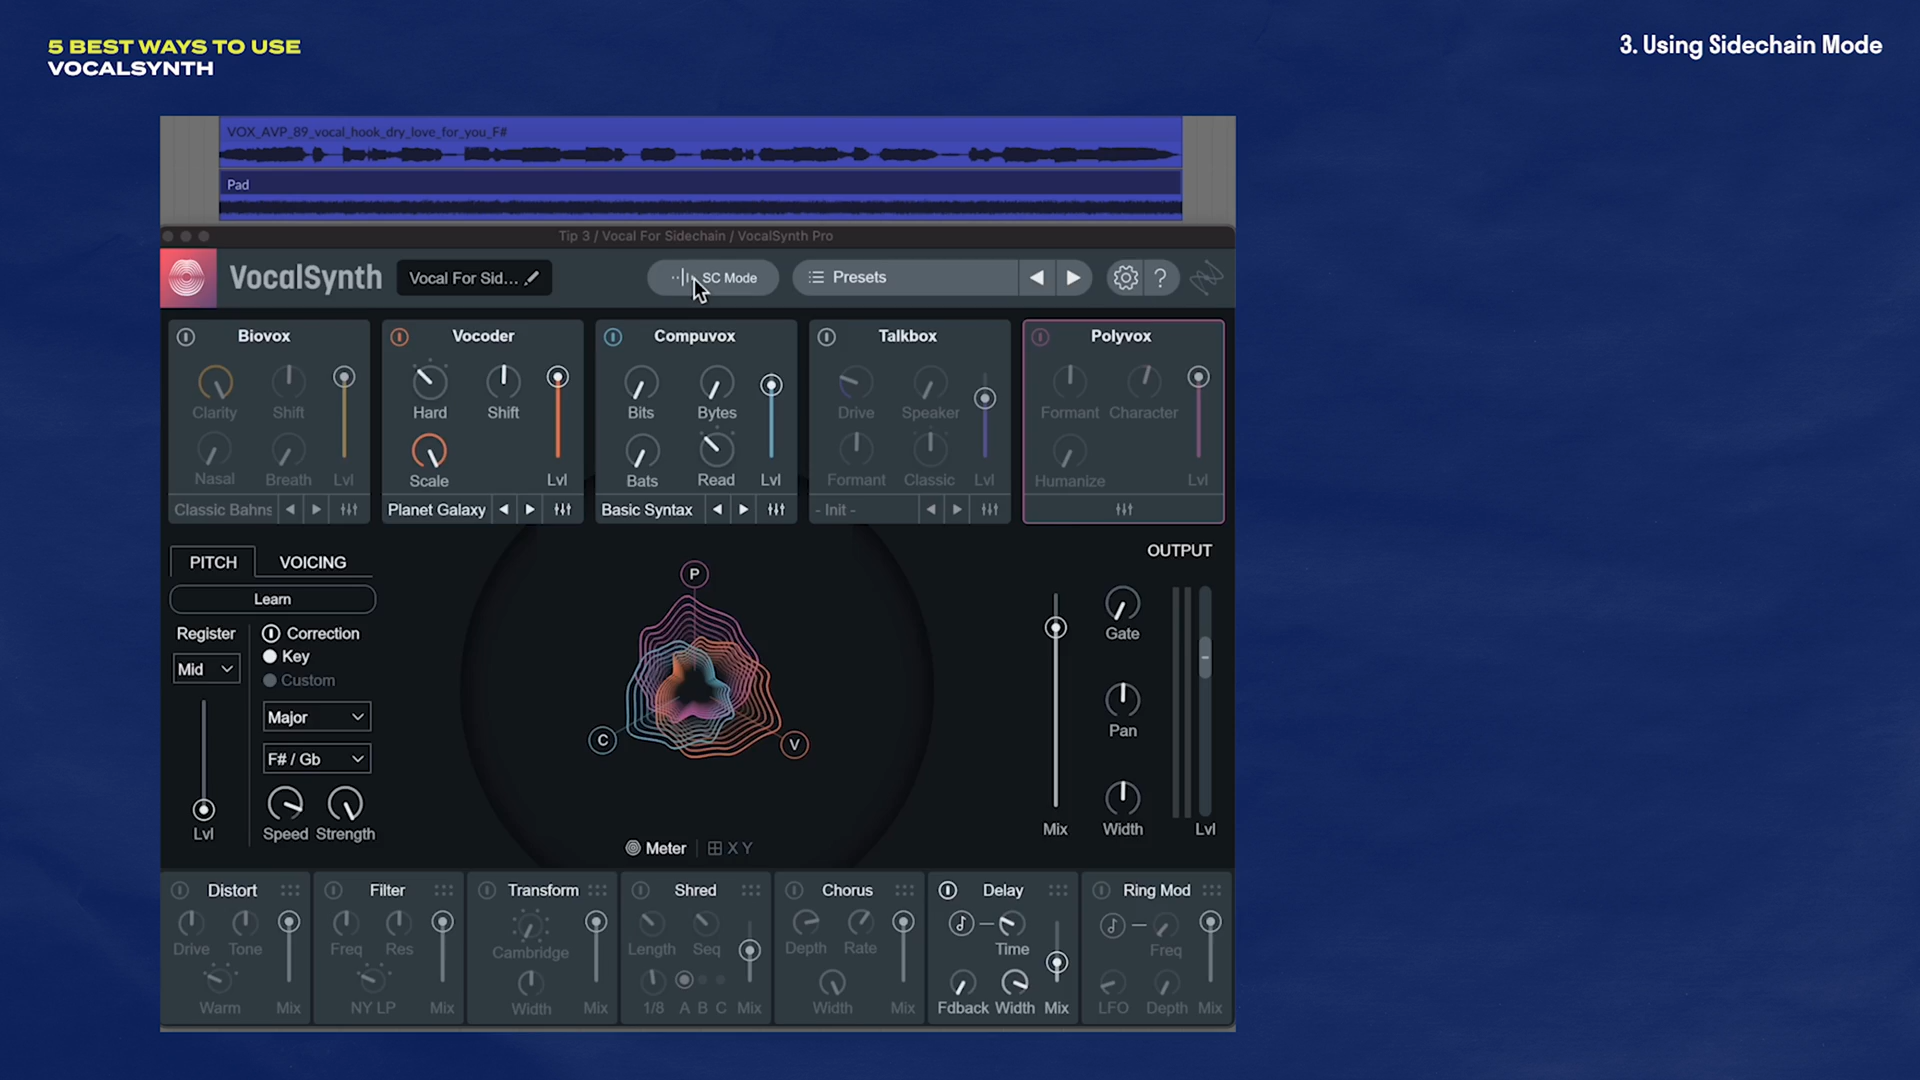 5 BEST WAYS TO USE
VOCALSYNTH
3. Using Sidechain Mode
VOX_AVP_89_vocal_hook_dry_love_for_you_F#
Pad
Tip 3 / Vocal For Sidechain / VocalSynth Pro
VocalSynth
Vocal For Sid...
SC Mode
Presets
?
Biovox
Clarity Shift
Nasal Breath Lvl
Classic Bahns
Vocoder
Hard Shift
Scale Lvl
Planet Galaxy
Compuvox
Bits Bytes
Bats Read Lvl
Basic Syntax
Talkbox
Drive Speaker
Formant Classic Lvl
- Init -
Polyvox
Formant Character
Humanize Lvl
PITCH VOICING
Learn
Register
Mid
Lvl
Correction
Key
Custom
Major
F# / Gb
Speed Strength
P
C
V
Meter
X Y
OUTPUT
Gate
Pan
Mix Width Lvl
Distort
Drive Tone
Warm Mix
Filter
Freq Res
NY LP Mix
Transform
Cambridge
Width Mix
Shred
Length Seq
1/8 A B C Mix
Chorus
Depth Rate
Width Mix
Delay
Time
Fdback Width Mix
Ring Mod
Freq
LFO Depth Mix